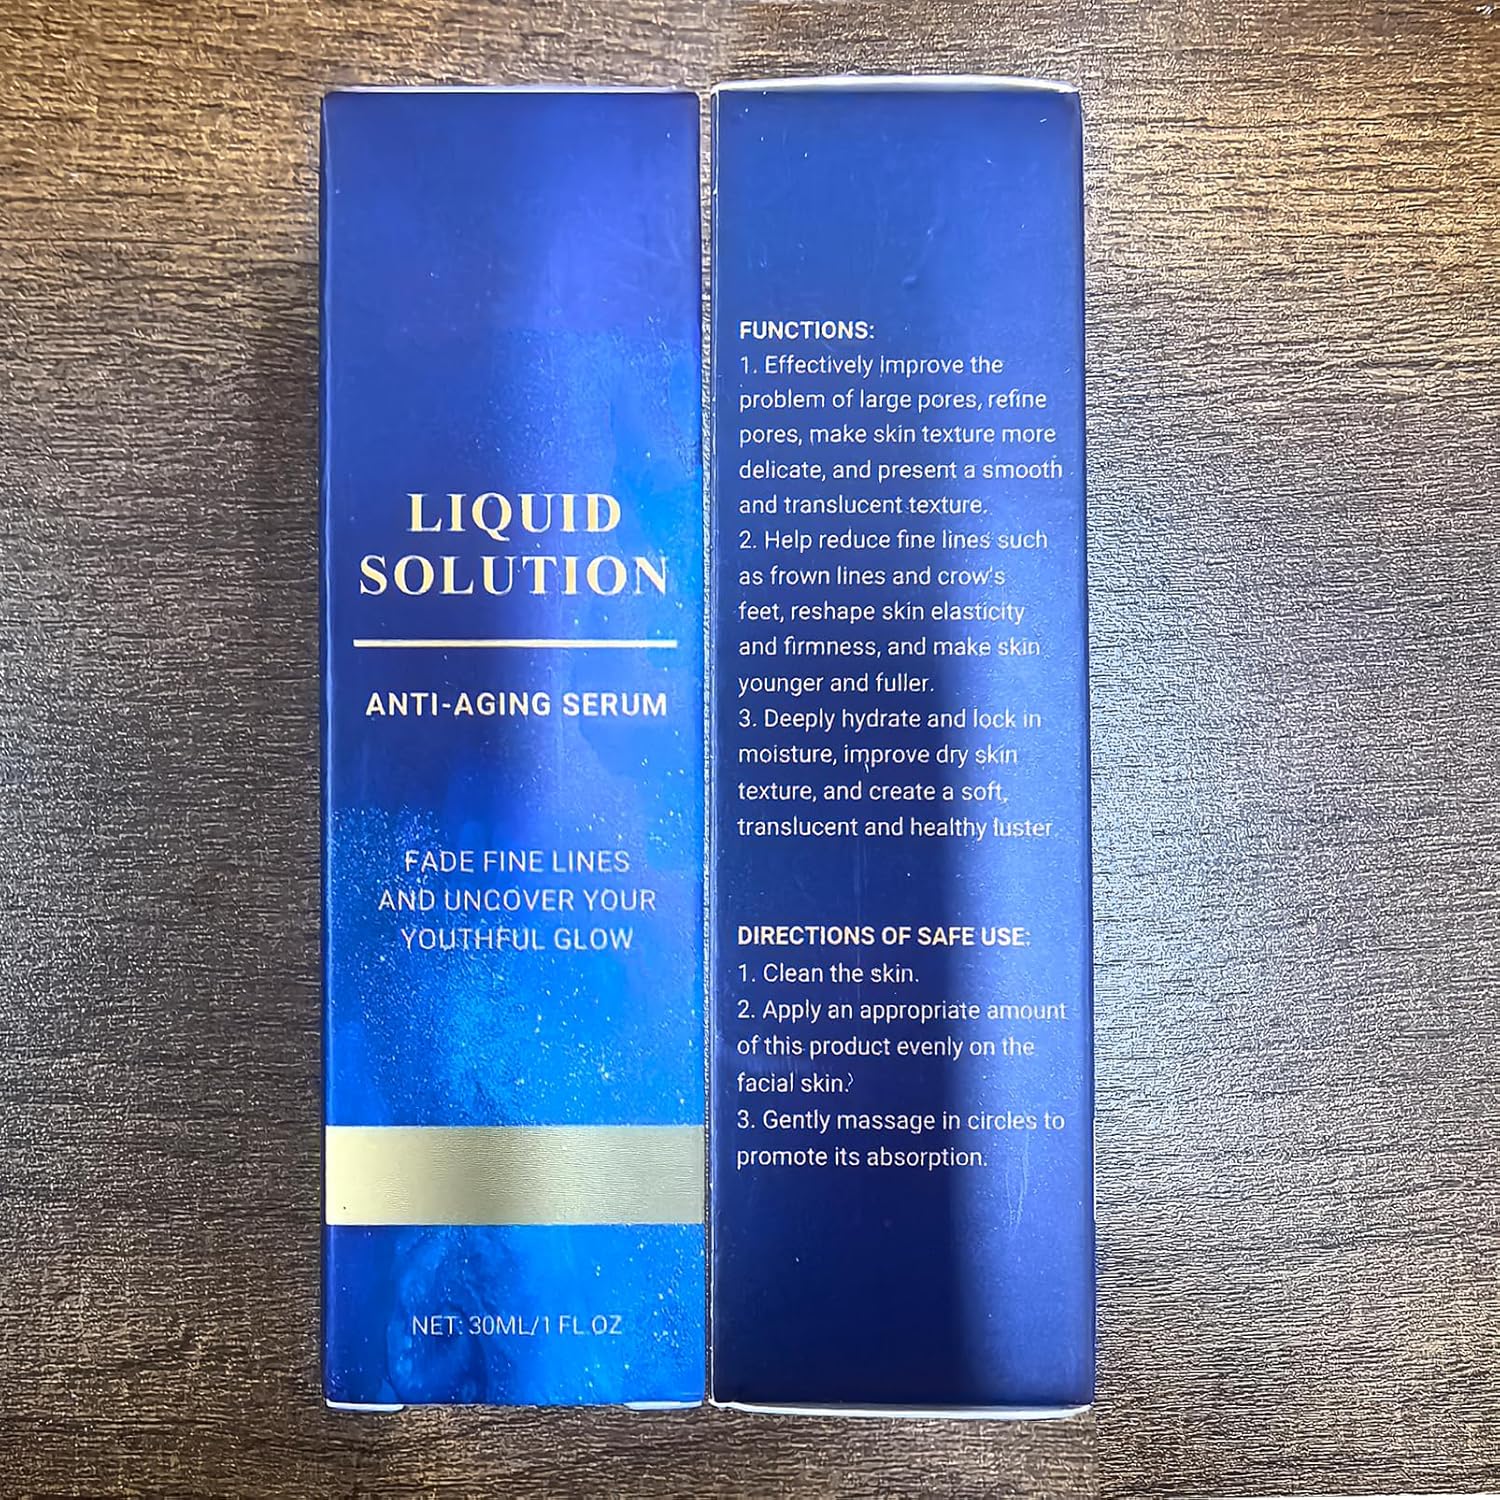 LIQUID
SOLUTION
ANTI-AGING SERUM
FADE FINE LINES
AND UNCOVER YOUR
YOUTHFUL GLOW
NET: 30ML/1 FL OZ
FUNCTIONS:
1. Effectively improve the
problem of large pores, refine
pores, make skin texture more
delicate, and present a smooth
and translucent texture.
2. Help reduce fine lines such
as frown lines and crow's
feet, reshape skin elasticity
and firmness, and make skin
younger and fuller.
3. Deeply hydrate and lock in
moisture, improve dry skin
texture, and create a soft,
translucent and healthy luster
DIRECTIONS OF SAFE USE:
1. Clean the skin.
2. Apply an appropriate amount
of this product evenly on the
facial skin.
3. Gently massage in circles to
promote its absorption.